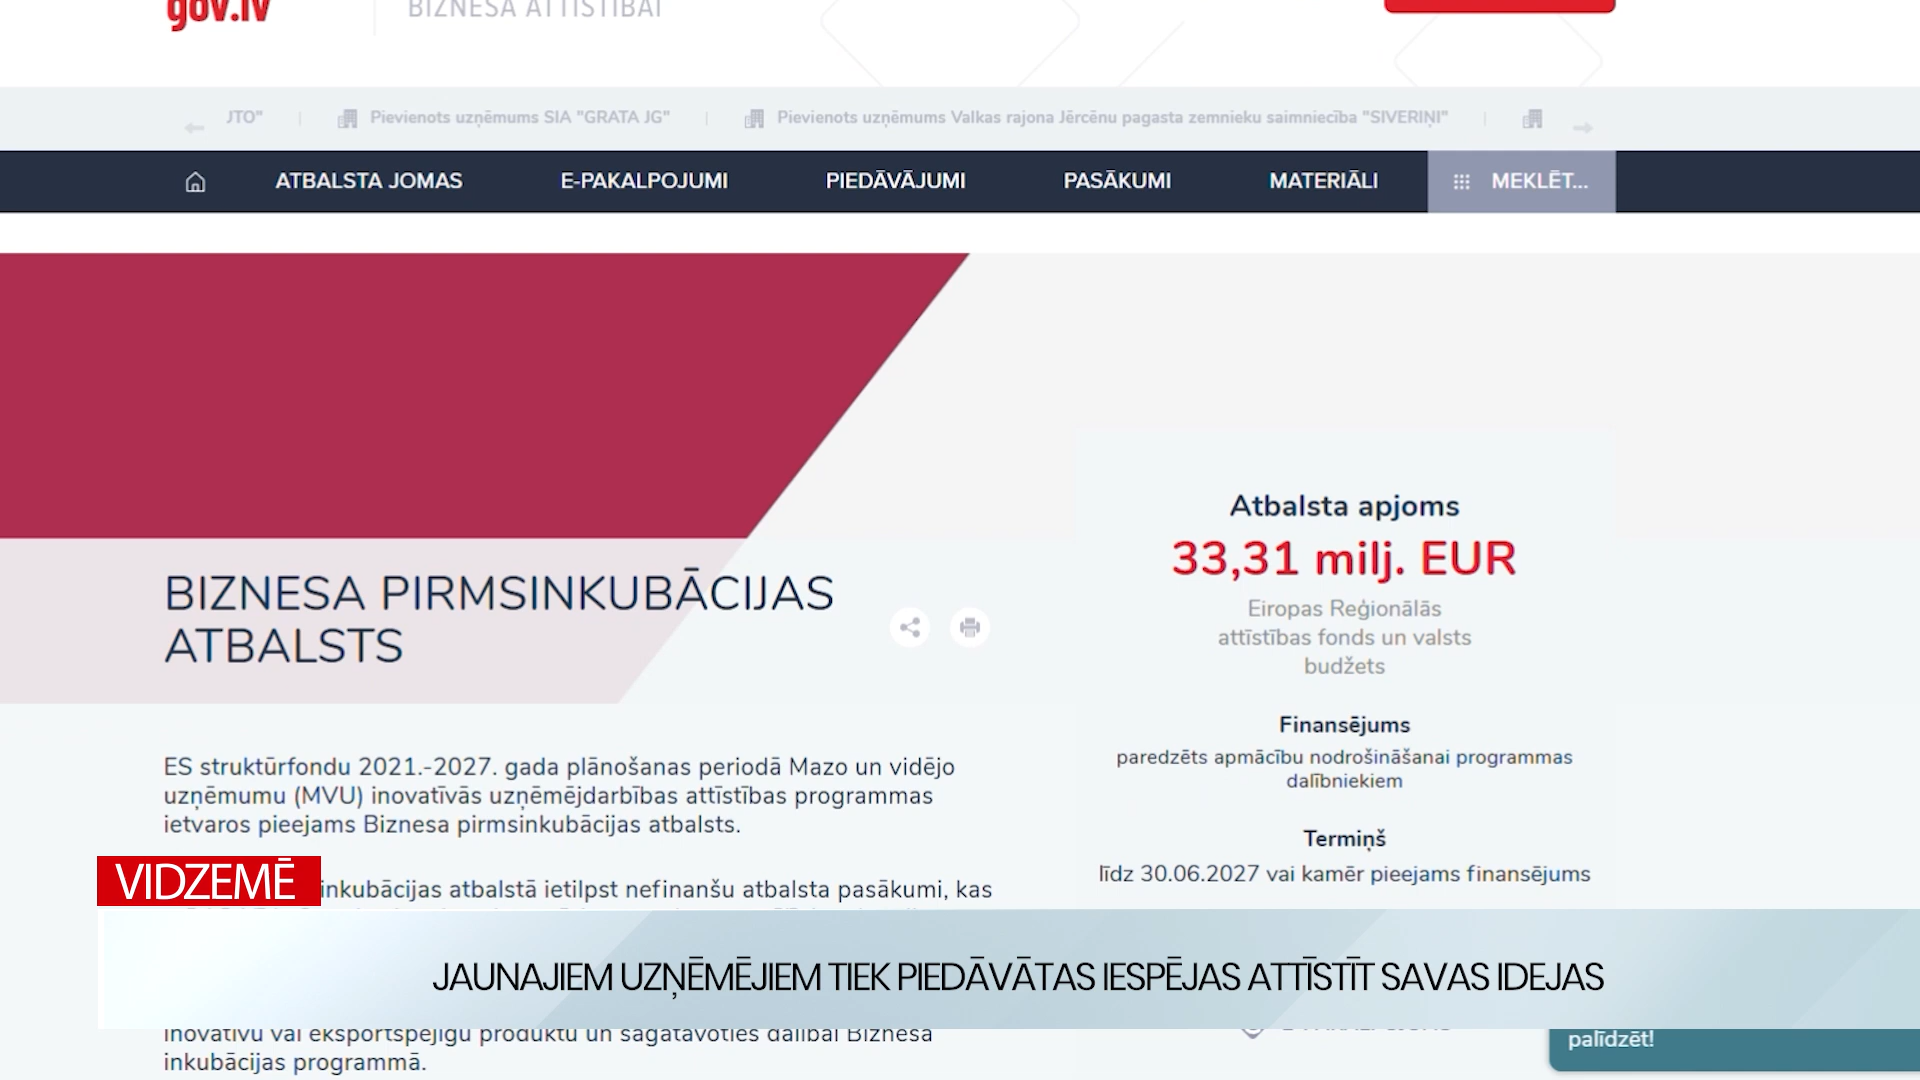 gov.lv
BIZNESA ATTĪSTĪBAI
JTO"
Pievienots uzņēmums SIA "GRATA JG"
Pievienots uzņēmums Valkas rajona Jērcēnu pagasta zemnieku saimniecība "SIVERIŅI"
ATBALSTA JOMAS
E-PAKALPOJUMI
PIEDĀVĀJUMI
PASĀKUMI
MATERIĀLI
MEKLĒT...
BIZNESA PIRMSINKUBĀCIJAS
ATBALSTS
Atbalsta apjoms
33,31 milj. EUR
Eiropas Reģionālās
attīstības fonds un valsts
budžets
Finansējums
paredzēts apmācību nodrošināšanai programmas
dalībniekiem
Termiņš
līdz 30.06.2027 vai kamēr pieejams finansējums
ES struktūrfondu 2021.-2027. gada plānošanas periodā Mazo un vidējo
uzņēmumu (MVU) inovatīvās uzņēmējdarbības attīstības programmas
ietvaros pieejams Biznesa pirmsinkubācijas atbalsts.
VIDZEMĒ
inkubācijas atbalstā ietilpst nefinanšu atbalsta pasākumi, kas
JAUNAJIEM UZŅĒMĒJIEM TIEK PIEDĀVĀTAS IESPĒJAS ATTĪSTĪT SAVAS IDEJAS
inovatīvu vai eksportspējīgu produktu un sagatavoties dalībai Biznesa
inkubācijas programmā.
palīdzēt!